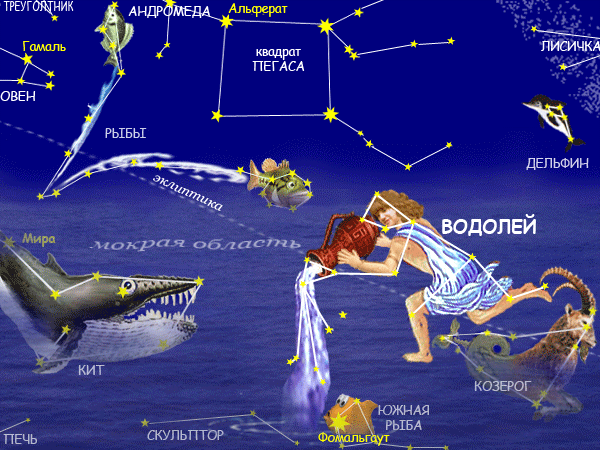 ТРЕУГОЛТНИК
АНДРОМЕДА
Альферат
Гамаль
квадрат
ПЕГАСА
ЛИСИЧКА
ОВЕН
РЫБЫ
ДЕЛЬФИН
эклиптика
ВОДОЛЕЙ
Мира
мокрая область
КИТ
КОЗЕРОГ
ЮЖНАЯ
РЫБА
ПЕЧЬ
СКУЛЬПТОР
Фомальгаут